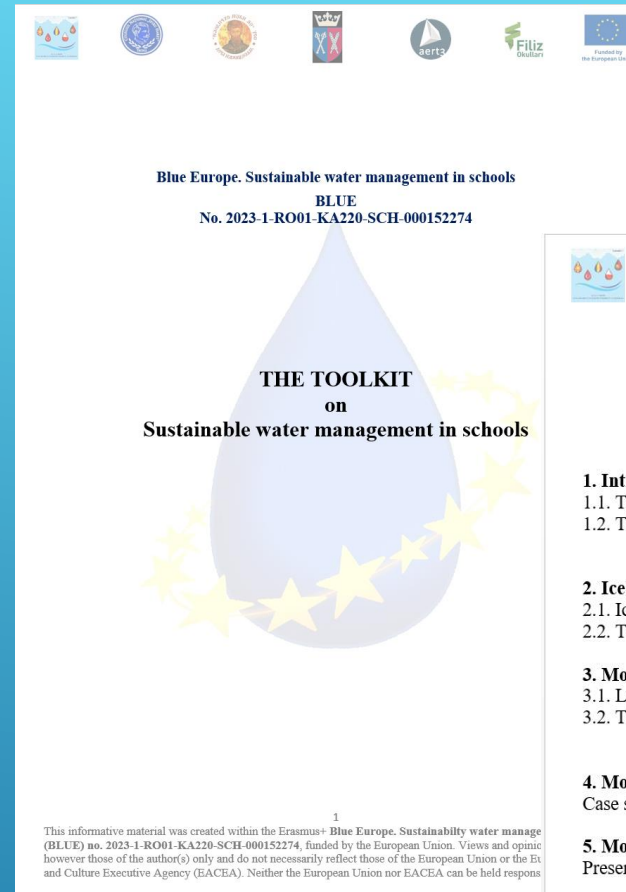 aert3
Filiz
Okulları
Funded by
the European
Blue Europe. Sustainable water management in schools
BLUE
No. 2023-1-RO01-KA220-SCH-000152274
THE TOOLKIT
on
Sustainable water management in schools
1
This informative material was created within the Erasmus+ Blue Europe. Sustainabilty water manage
(BLUE) no. 2023-1-RO01-KA220-SCH-000152274, funded by the European Union. Views and opinio
however those of the author(s) only and do not necessarily reflect those of the European Union or the Eu
and Culture Executive Agency (EACEA). Neither the European Union nor EACEA can be held respons
1. Int
1.1. T
1.2. T
2. Ice
2.1. Ic
2.2. T
3. Mo
3.1. L
3.2. T
4. Mo
Case s
5. Mo
Presen